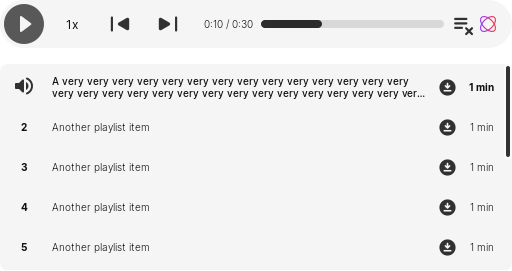 1x
0:10 / 0:30
A very very very very very very very very very very very very very very
very very very very very very very very very very very very very very ver...
1 min
2 Another playlist item 1 min
3 Another playlist item 1 min
4 Another playlist item 1 min
5 Another playlist item 1 min